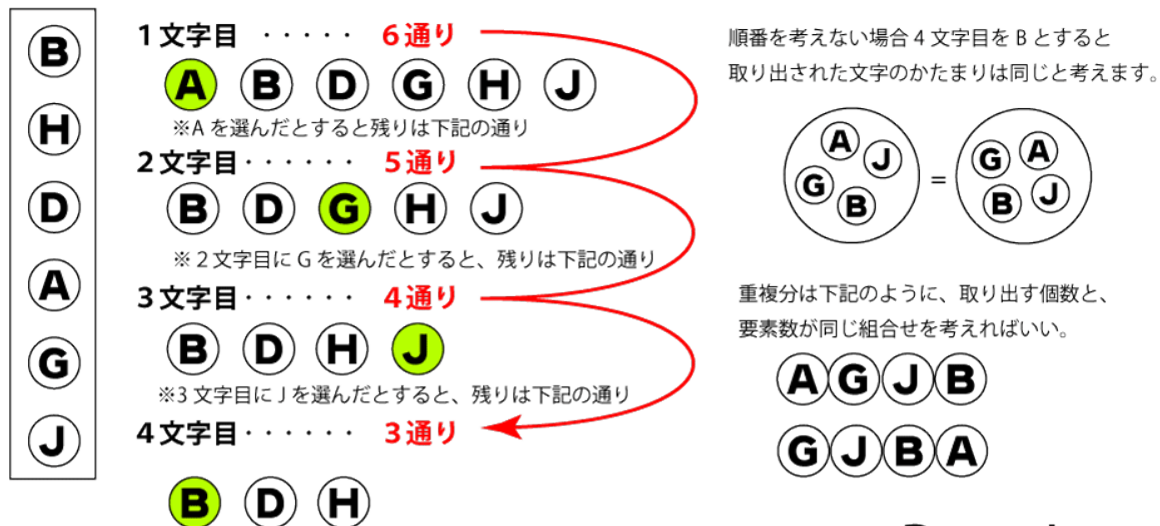 B
H
D
A
G
J
1文字目 ‥‥‥ 6通り
A B D G H J
※Aを選んだとすると残りは下記の通り
2文字目‥‥‥ 5通り
B D G H J
※2文字目にGを選んだとすると、残りは下記の通り
3文字目‥‥‥ 4通り
B D H J
※3文字目にJを選んだとすると、残りは下記の通り
4文字目‥‥‥ 3通り
B D H
順番を考えない場合4文字目をBとすると
取り出された文字のかたまりは同じと考えます。
A J G B = G A B J
重複分は下記のように、取り出す個数と、
要素数が同じ組合せを考えればいい。
A G J B
G J B A